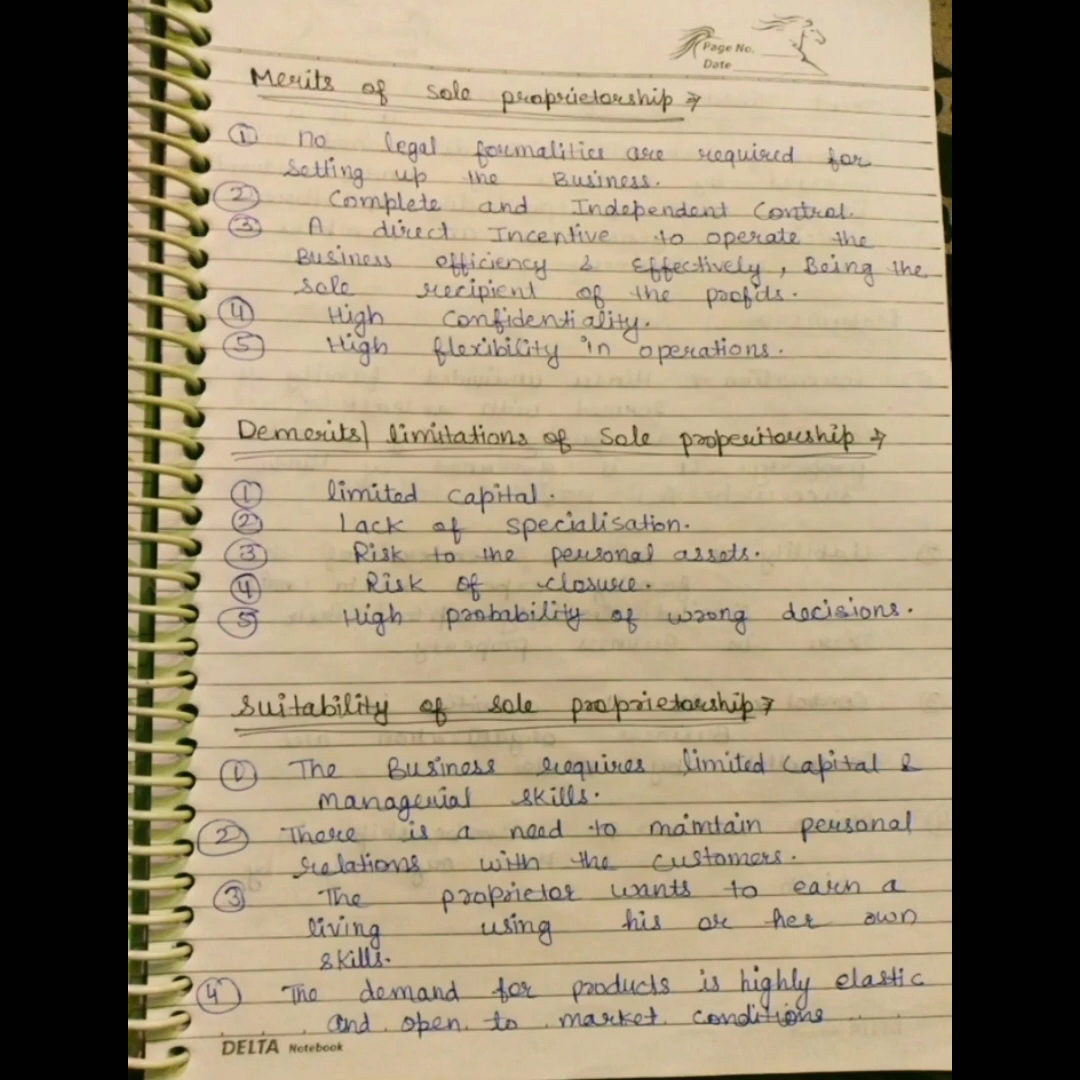 Page No.
Date
Merits of Sole proprietorship →
① no legal formalities are required for
Setting up the Business.
② Complete and Independent Control.
③ A direct Incentive to operate the
Business efficiency & Effectively, Being the
sole recipient of the profits.
④ High Confidentiality.
⑤ High flexibility in operations.
Demerits/ limitations of Sole properitorship →
① limited capital.
② Lack of specialisation.
③ Risk to the personal assets.
④ Risk of closure.
⑤ High probability of wrong decisions.
Suitability of sole proprietorship →
① The Business requires limited capital &
managerial skills.
② There is a need to maintain personal
relations with the customers.
③ The proprietor wants to earn a
living using his or her own
skills.
④ The demand for products is highly elastic
and open to market conditions
DELTA Notebook